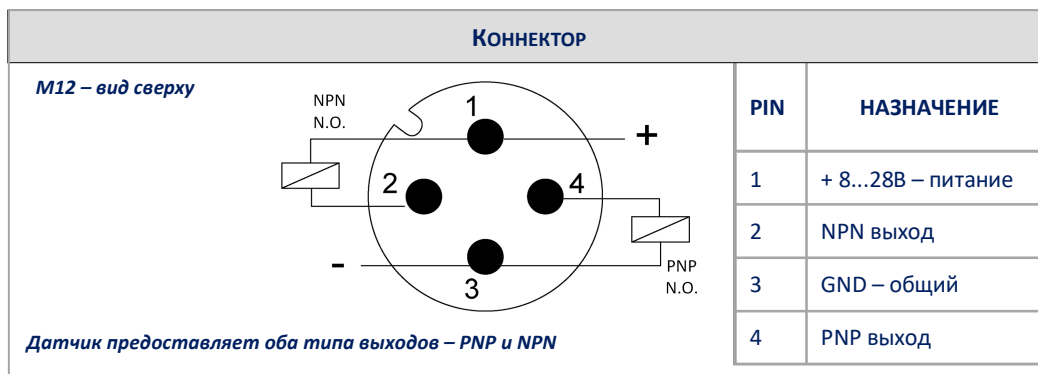 КОННЕКТОР
М12 – вид сверху
NPN
N.O.
1
+
2
4
-
3
PNP
N.O.
Датчик предоставляет оба типа выходов – PNP и NPN
PIN НАЗНАЧЕНИЕ
1 + 8...28В – питание
2 NPN выход
3 GND – общий
4 PNP выход